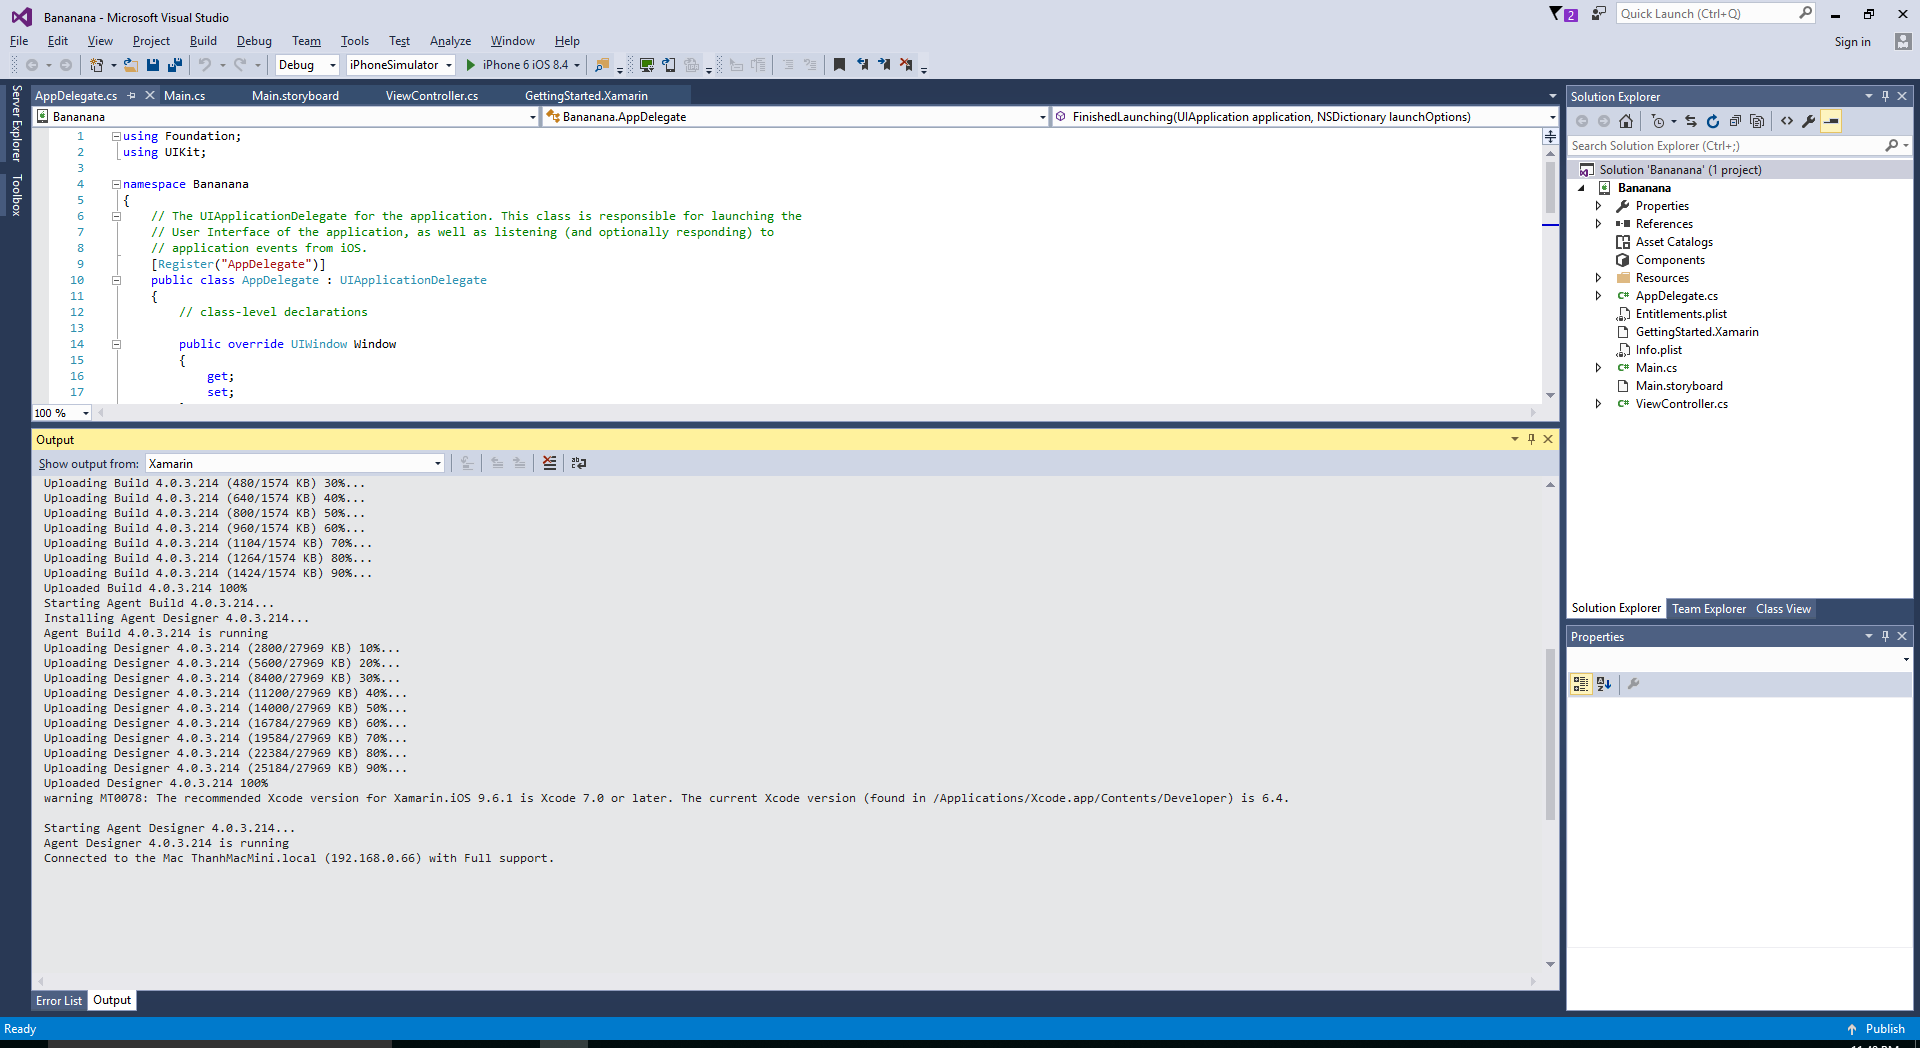 Bananana - Microsoft Visual Studio
2
Quick Launch (Ctrl+Q)
File Edit View Project Build Debug Team Tools Test Analyze Window Help
Sign in
Debug iPhoneSimulator iPhone 6 iOS 8.4
Server Explorer
Toolbox
AppDelegate.cs Main.cs Main.storyboard ViewController.cs GettingStarted.Xamarin
Bananana Bananana.AppDelegate FinishedLaunching(UIApplication application, NSDictionary launchOptions)
1 using Foundation;
2 using UIKit;
3
4 namespace Bananana
5 {
6 // The UIApplicationDelegate for the application. This class is responsible for launching the
7 // User Interface of the application, as well as listening (and optionally responding) to
8 // application events from iOS.
9 [Register("AppDelegate")]
10 public class AppDelegate : UIApplicationDelegate
11 {
12 // class-level declarations
13
14 public override UIWindow Window
15 {
16 get;
17 set;
100 %
Output
Show output from: Xamarin
Uploading Build 4.0.3.214 (480/1574 KB) 30%...
Uploading Build 4.0.3.214 (640/1574 KB) 40%...
Uploading Build 4.0.3.214 (800/1574 KB) 50%...
Uploading Build 4.0.3.214 (960/1574 KB) 60%...
Uploading Build 4.0.3.214 (1104/1574 KB) 70%...
Uploading Build 4.0.3.214 (1264/1574 KB) 80%...
Uploading Build 4.0.3.214 (1424/1574 KB) 90%...
Uploaded Build 4.0.3.214 100%
Starting Agent Build 4.0.3.214...
Installing Agent Designer 4.0.3.214...
Agent Build 4.0.3.214 is running
Uploading Designer 4.0.3.214 (2800/27969 KB) 10%...
Uploading Designer 4.0.3.214 (5600/27969 KB) 20%...
Uploading Designer 4.0.3.214 (8400/27969 KB) 30%...
Uploading Designer 4.0.3.214 (11200/27969 KB) 40%...
Uploading Designer 4.0.3.214 (14000/27969 KB) 50%...
Uploading Designer 4.0.3.214 (16784/27969 KB) 60%...
Uploading Designer 4.0.3.214 (19584/27969 KB) 70%...
Uploading Designer 4.0.3.214 (22384/27969 KB) 80%...
Uploading Designer 4.0.3.214 (25184/27969 KB) 90%...
Uploaded Designer 4.0.3.214 100%
warning MT0078: The recommended Xcode version for Xamarin.iOS 9.6.1 is Xcode 7.0 or later. The current Xcode version (found in /Applications/Xcode.app/Contents/Developer) is 6.4.
Starting Agent Designer 4.0.3.214...
Agent Designer 4.0.3.214 is running
Connected to the Mac ThanhMacMini.local (192.168.0.66) with Full support.
Error List Output
Solution Explorer
Search Solution Explorer (Ctrl+;)
Solution 'Bananana' (1 project)
Bananana
Properties
References
Asset Catalogs
Components
Resources
C# AppDelegate.cs
Entitlements.plist
GettingStarted.Xamarin
Info.plist
C# Main.cs
Main.storyboard
C# ViewController.cs
Solution Explorer Team Explorer Class View
Properties
Ready
Publish